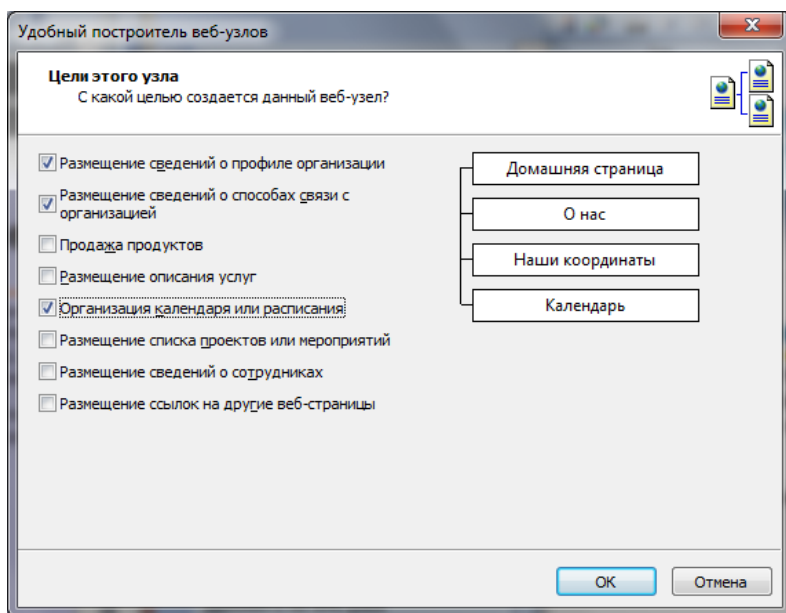 Удобный построитель веб-узлов
Цели этого узла
С какой целью создается данный веб-узел?
Размещение сведений о профиле организации
Размещение сведений о способах связи с
организацией
Продажа продуктов
Размещение описания услуг
Организация календаря или расписания
Размещение списка проектов или мероприятий
Размещение сведений о сотрудниках
Размещение ссылок на другие веб-страницы
Домашняя страница
О нас
Наши координаты
Календарь
ОК
Отмена